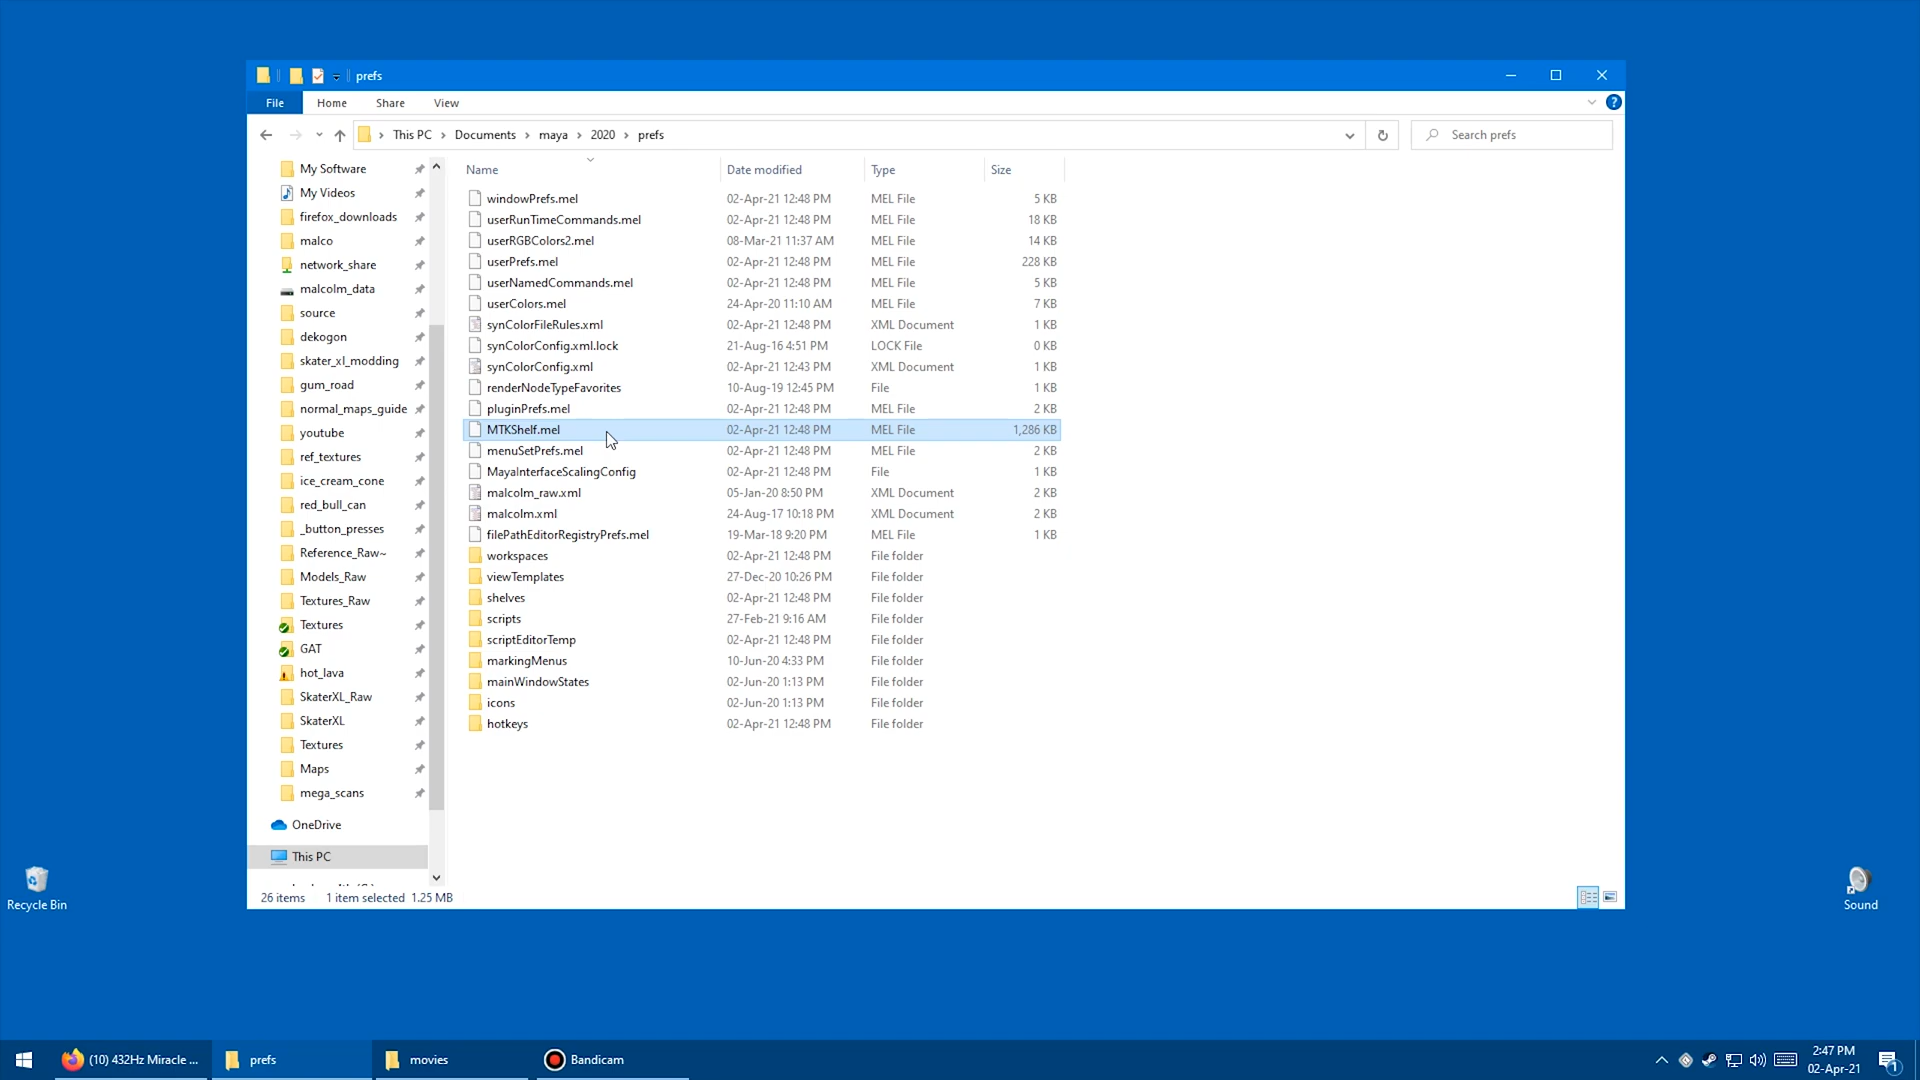 prefs
File Home Share View
This PC Documents maya 2020 prefs
Search prefs
My Software
My Videos
firefox_downloads
malco
network_share
malcolm_data
source
dekogon
skater_xl_modding
gum_road
normal_maps_guide
youtube
ref_textures
ice_cream_cone
red_bull_can
_button_presses
Reference_Raw~
Models_Raw
Textures_Raw
Textures
GAT
hot_lava
SkaterXL_Raw
SkaterXL
Textures
Maps
mega_scans
OneDrive
This PC
Name Date modified Type Size
windowPrefs.mel 02-Apr-21 12:48 PM MEL File 5 KB
userRunTimeCommands.mel 02-Apr-21 12:48 PM MEL File 18 KB
userRGBColors2.mel 08-Mar-21 11:37 AM MEL File 14 KB
userPrefs.mel 02-Apr-21 12:48 PM MEL File 228 KB
userNamedCommands.mel 02-Apr-21 12:48 PM MEL File 5 KB
userColors.mel 24-Apr-20 11:10 AM MEL File 7 KB
synColorFileRules.xml 02-Apr-21 12:48 PM XML Document 1 KB
synColorConfig.xml.lock 21-Aug-16 4:51 PM LOCK File 0 KB
synColorConfig.xml 02-Apr-21 12:43 PM XML Document 1 KB
renderNodeTypeFavorites 10-Aug-19 12:45 PM File 1 KB
pluginPrefs.mel 02-Apr-21 12:48 PM MEL File 2 KB
MTKShelf.mel 02-Apr-21 12:48 PM MEL File 1,286 KB
menuSetPrefs.mel 02-Apr-21 12:48 PM MEL File 2 KB
MayaInterfaceScalingConfig 02-Apr-21 12:48 PM File 1 KB
malcolm_raw.xml 05-Jan-20 8:50 PM XML Document 2 KB
malcolm.xml 24-Aug-17 10:18 PM XML Document 2 KB
filePathEditorRegistryPrefs.mel 19-Mar-18 9:20 PM MEL File 1 KB
workspaces 02-Apr-21 12:48 PM File folder
viewTemplates 27-Dec-20 10:26 PM File folder
shelves 02-Apr-21 12:48 PM File folder
scripts 27-Feb-21 9:16 AM File folder
scriptEditorTemp 02-Apr-21 12:48 PM File folder
markingMenus 10-Jun-20 4:33 PM File folder
mainWindowStates 02-Jun-20 1:13 PM File folder
icons 02-Jun-20 1:13 PM File folder
hotkeys 02-Apr-21 12:48 PM File folder
26 items 1 item selected 1.25 MB
Recycle Bin
Sound
(10) 432Hz Miracle ... prefs movies Bandicam
2:47 PM
02-Apr-21
1